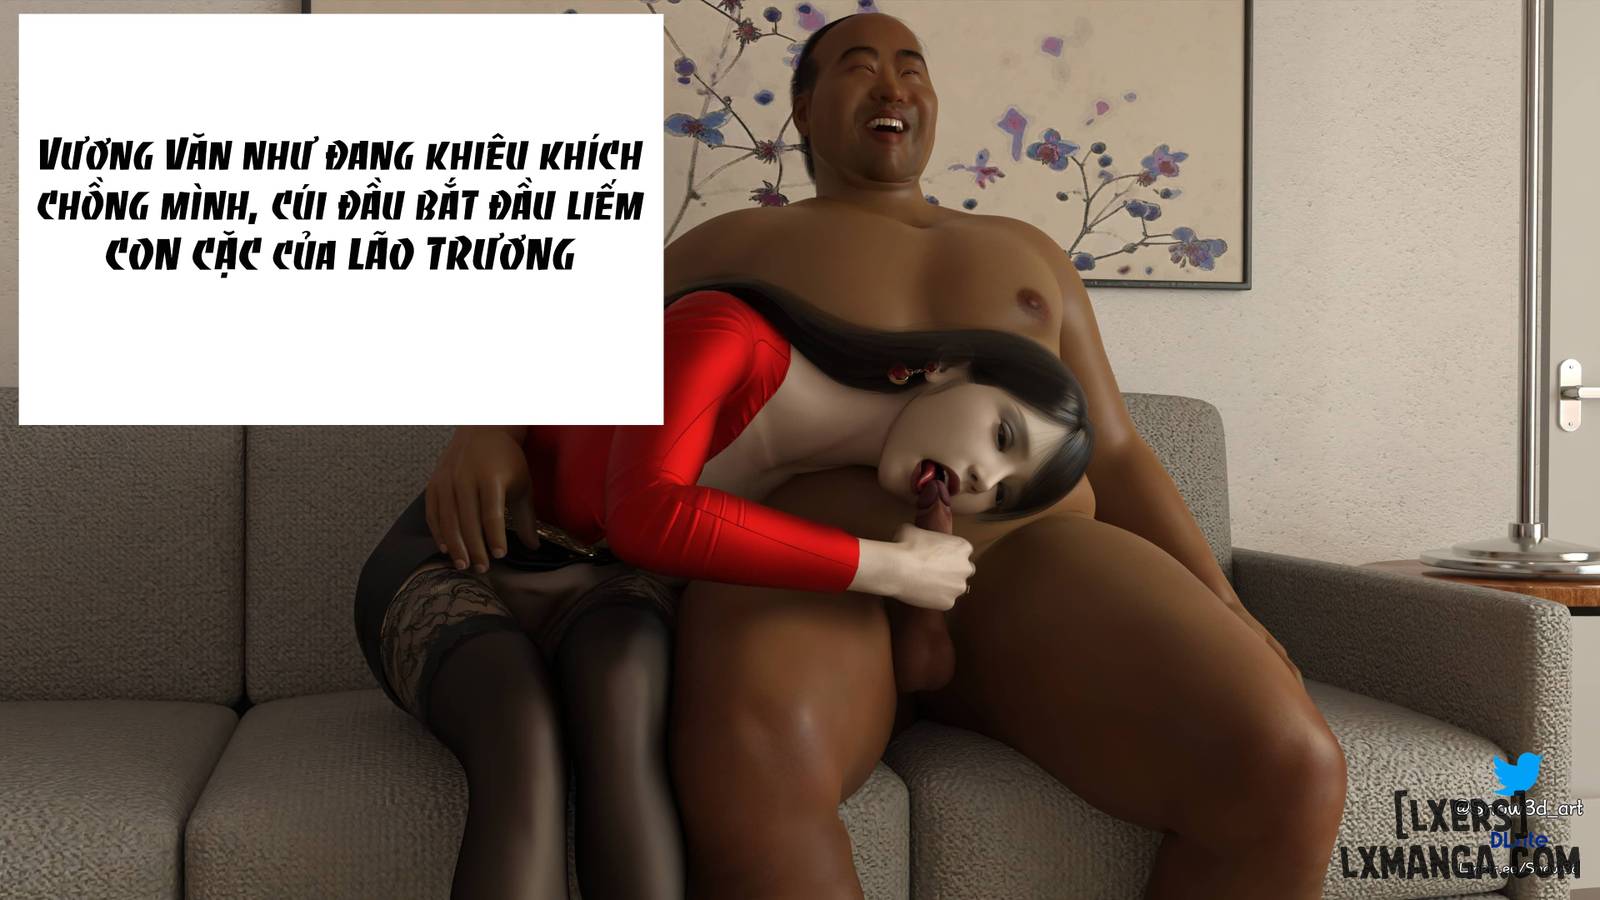 VƯƠNG VĂN NHƯ ĐANG KHIÊU KHÍCH
CHỒNG MÌNH, CÚI ĐẦU BẮT ĐẦU LIẾM
CON CẶC CỦA LÃO TRƯƠNG
@Snow3d_art
[LXERS]
LXMANGA.COM